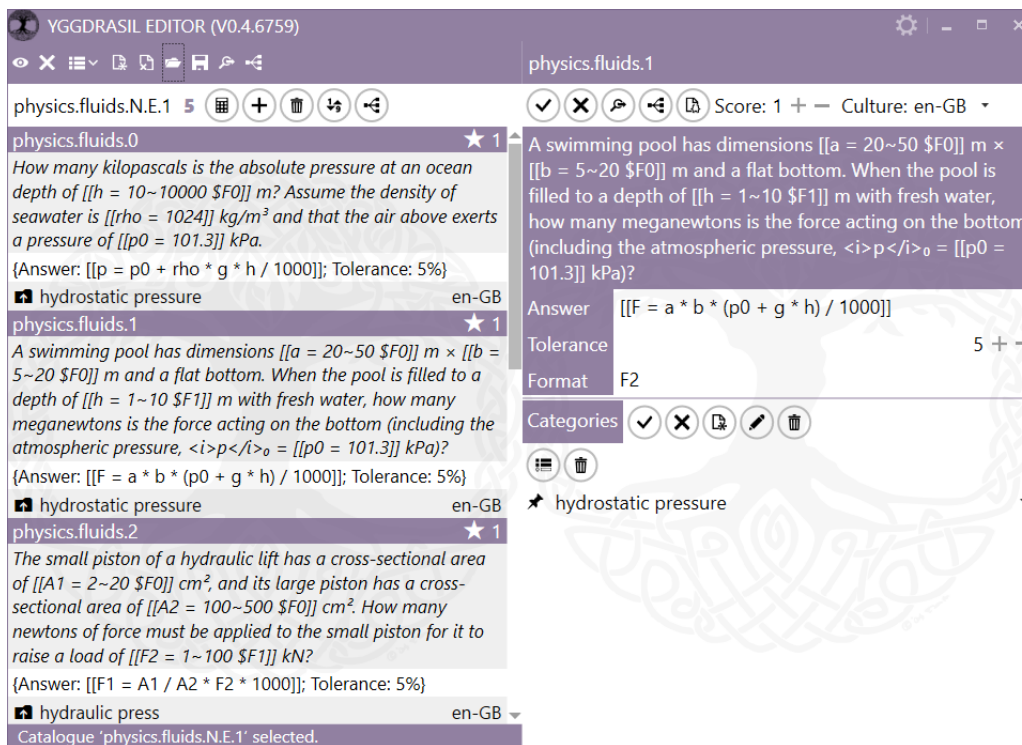 YGGDRASIL EDITOR (V0.4.6759)
physics.fluids.N.E.1 5
physics.fluids.0 ★ 1
How many kilopascals is the absolute pressure at an ocean
depth of [[h = 10~10000 $F0]] m? Assume the density of
seawater is [[rho = 1024]] kg/m³ and that the air above exerts
a pressure of [[p0 = 101.3]] kPa.
{Answer: [[p = p0 + rho * g * h / 1000]]; Tolerance: 5%}
hydrostatic pressure en-GB
physics.fluids.1 ★ 1
A swimming pool has dimensions [[a = 20~50 $F0]] m × [[b =
5~20 $F0]] m and a flat bottom. When the pool is filled to a
depth of [[h = 1~10 $F1]] m with fresh water, how many
meganewtons is the force acting on the bottom (including the
atmospheric pressure, <i>p</i>₀ = [[p0 = 101.3]] kPa)?
{Answer: [[F = a * b * (p0 + g * h) / 1000]]; Tolerance: 5%}
hydrostatic pressure en-GB
physics.fluids.2 ★ 1
The small piston of a hydraulic lift has a cross-sectional area
of [[A1 = 2~20 $F0]] cm², and its large piston has a cross-
sectional area of [[A2 = 100~500 $F0]] cm². How many
newtons of force must be applied to the small piston for it to
raise a load of [[F2 = 1~100 $F1]] kN?
{Answer: [[F1 = A1 / A2 * F2 * 1000]]; Tolerance: 5%}
hydraulic press en-GB
Catalogue 'physics.fluids.N.E.1' selected.
physics.fluids.1
Score: 1 + − Culture: en-GB
A swimming pool has dimensions [[a = 20~50 $F0]] m ×
[[b = 5~20 $F0]] m and a flat bottom. When the pool is
filled to a depth of [[h = 1~10 $F1]] m with fresh water,
how many meganewtons is the force acting on the bottom
(including the atmospheric pressure, <i>p</i>₀ = [[p0 =
101.3]] kPa)?
Answer [[F = a * b * (p0 + g * h) / 1000]]
Tolerance 5 + −
Format F2
Categories
hydrostatic pressure